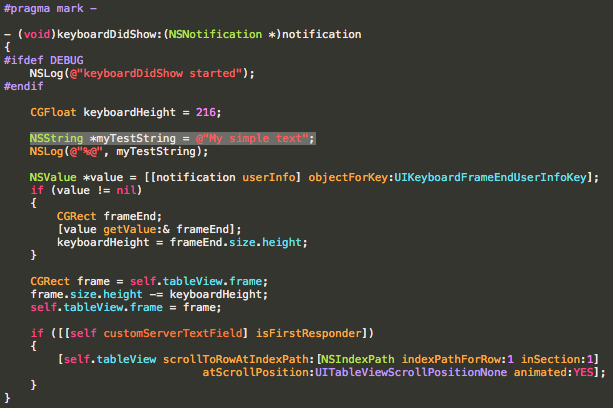 #pragma mark -
- (void)keyboardDidShow:(NSNotification *)notification
{
#ifdef DEBUG
    NSLog(@"keyboardDidShow started");
#endif
    CGFloat keyboardHeight = 216;
    NSString *myTestString = @"My simple text";
    NSLog(@"%@", myTestString);
    NSValue *value = [[notification userInfo] objectForKey:UIKeyboardFrameEndUserInfoKey];
    if (value != nil)
    {
        CGRect frameEnd;
        [value getValue:& frameEnd];
        keyboardHeight = frameEnd.size.height;
    }
    CGRect frame = self.tableView.frame;
    frame.size.height -= keyboardHeight;
    self.tableView.frame = frame;
    if ([[self customServerTextField] isFirstResponder])
    {
        [self.tableView scrollToRowAtIndexPath:[NSIndexPath indexPathForRow:1 inSection:1]
                              atScrollPosition:UITableViewScrollPositionNone animated:YES];
    }
}